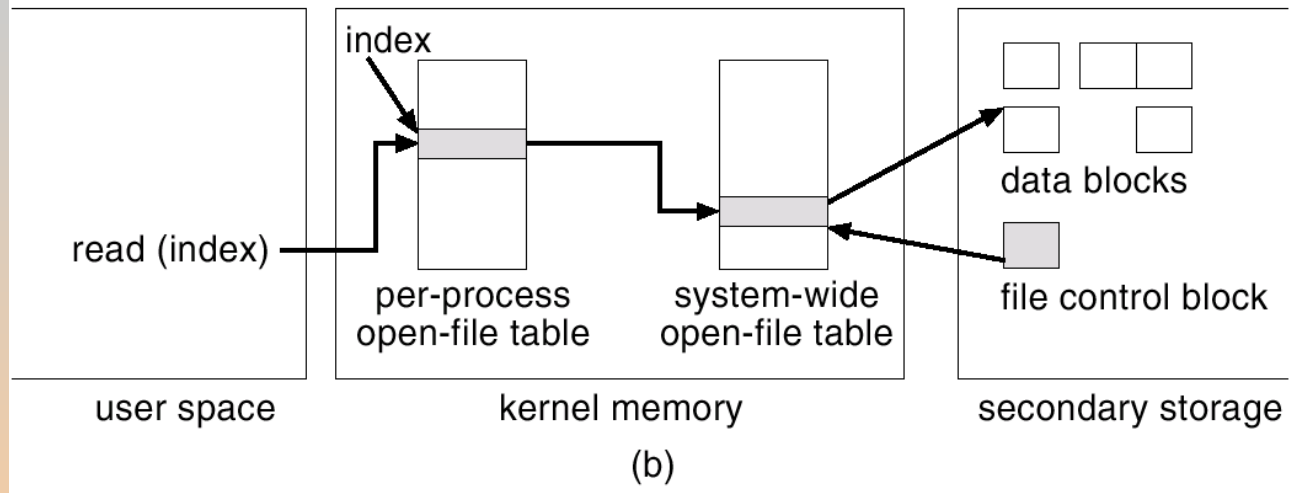 index
read (index)
per-process
open-file table
system-wide
open-file table
data blocks
file control block
user space
kernel memory
secondary storage
(b)